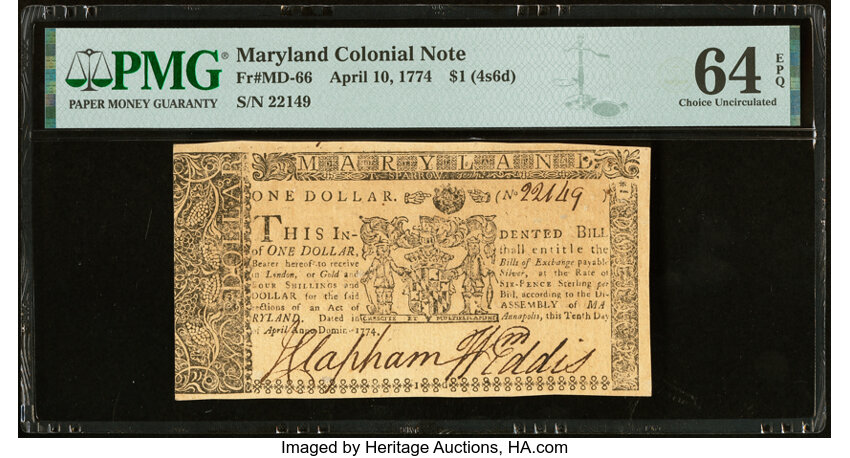 PMG
PAPER MONEY GUARANTY
Maryland Colonial Note
Fr#MD-66 April 10, 1774 $1 (4s6d)
S/N 22149
64 EPQ
Choice Uncirculated
MARYLAND
T. SPARROW
ONE DOLLAR. (No 22149
THIS IN- DENTED BILL
of ONE DOLLAR, shall entitle the
Bearer hereof to receive Bills of Exchange payable
in London, or Gold and Silver, at the Rate of
FOUR SHILLINGS and SIX-PENCE Sterling per
DOLLAR for the said Bill, according to the DI-
rections of an Act of ASSEMBLY of MA
RYLAND. Dated in Annapolis, this Tenth Day
of April Anno Domini 1774.
CRESCITE ET MULTIPLICAMINI
JClapham Wm Eddis
Imaged by Heritage Auctions, HA.com